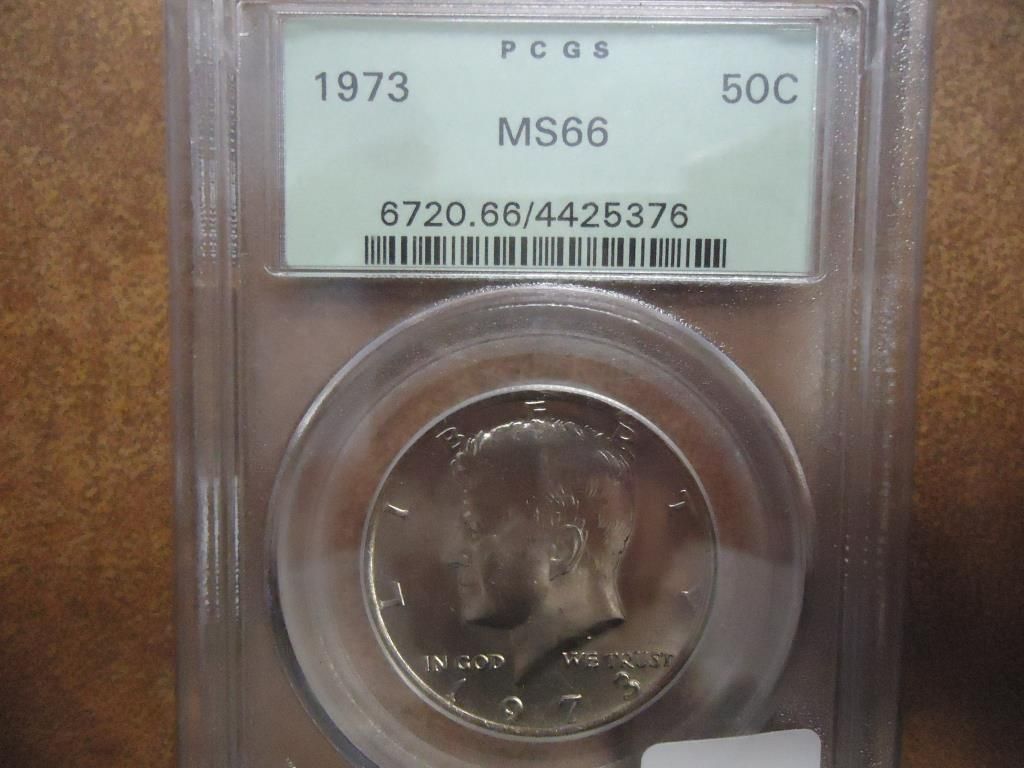 PCGS
1973 50C
MS66
6720.66/4425376
LIBERTY
IN GOD WE TRUST
1973